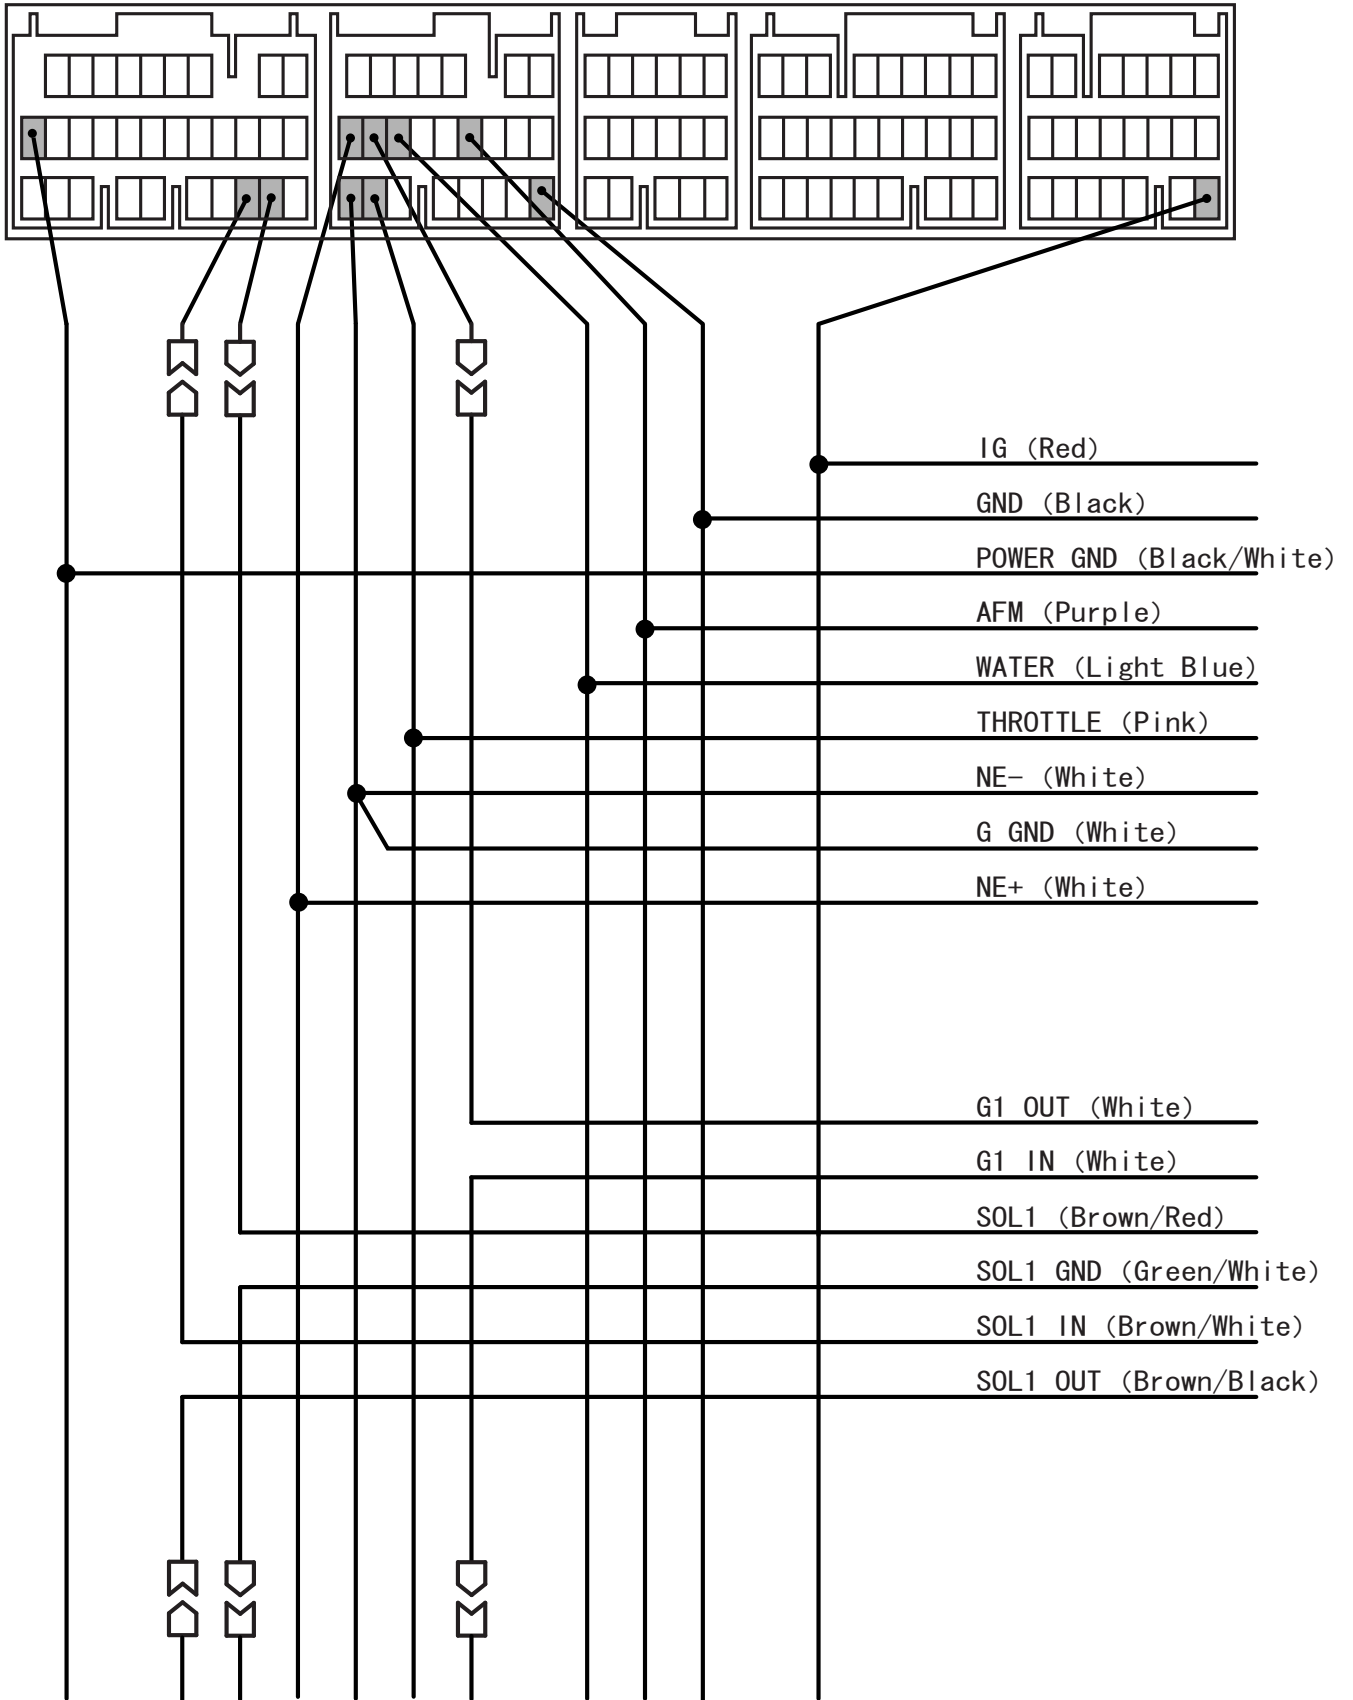 IG (Red)
GND (Black)
POWER GND (Black/White)
AFM (Purple)
WATER (Light Blue)
THROTTLE (Pink)
NE- (White)
G GND (White)
NE+ (White)
G1 OUT (White)
G1 IN (White)
SOL1 (Brown/Red)
SOL1 GND (Green/White)
SOL1 IN (Brown/White)
SOL1 OUT (Brown/Black)